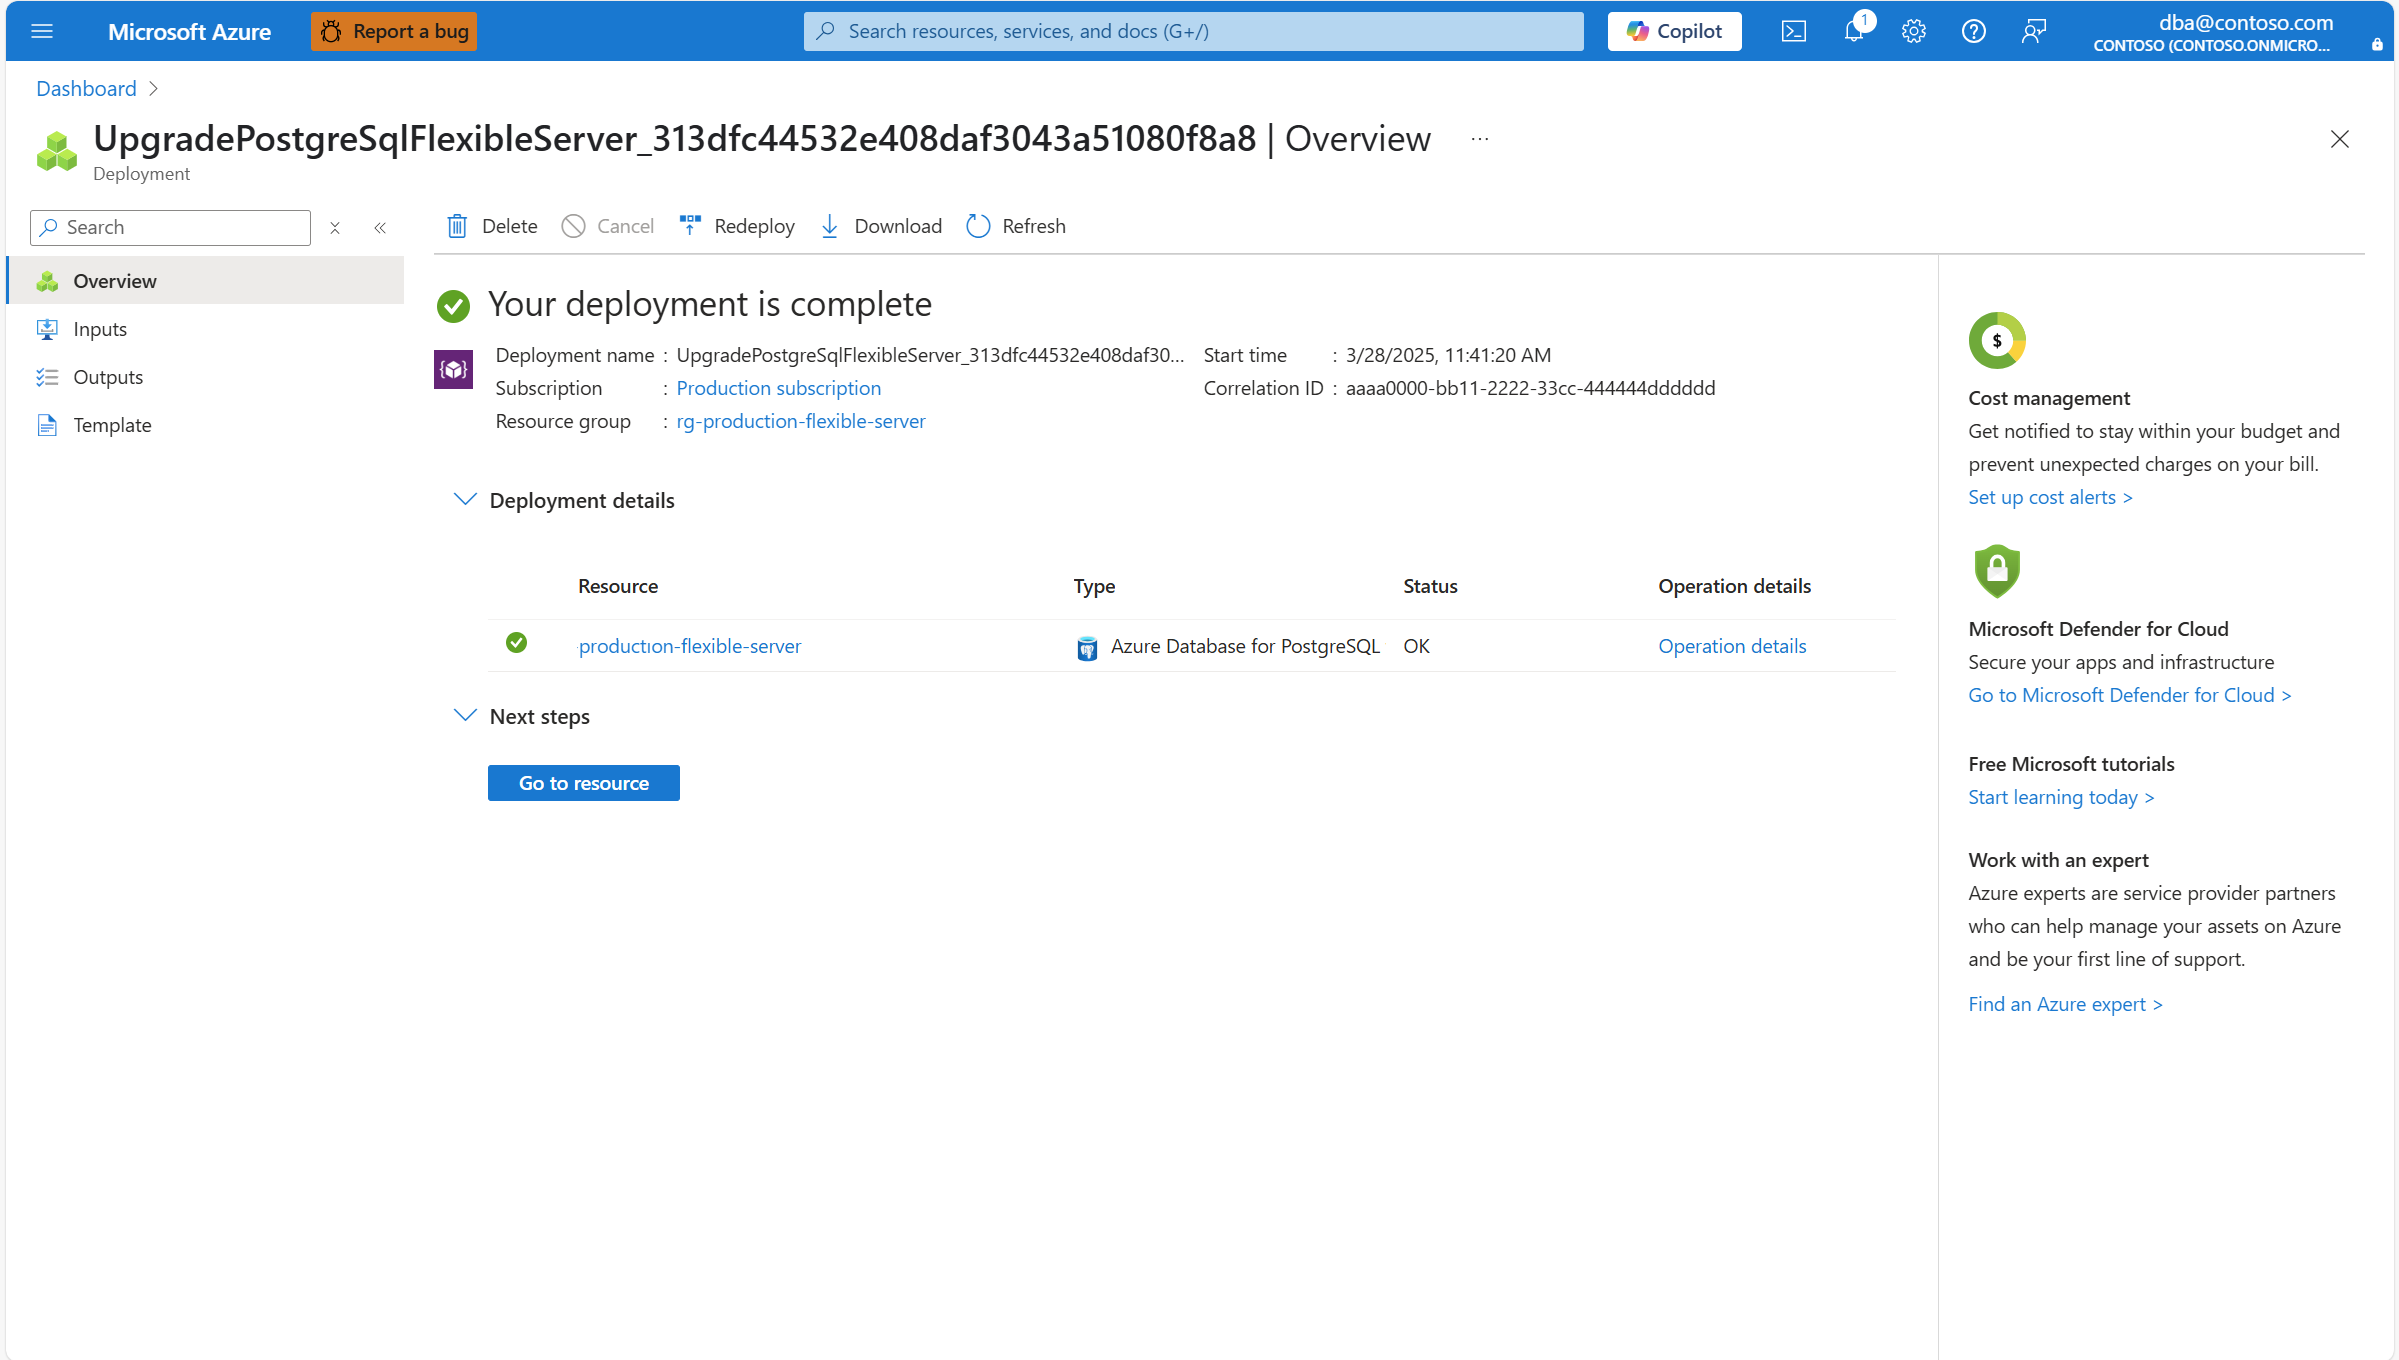 Microsoft Azure
Report a bug
Search resources, services, and docs (G+/)
Copilot
1
dba@contoso.com
CONTOSO (CONTOSO.ONMICRO...
Dashboard
UpgradePostgreSqlFlexibleServer_313dfc44532e408daf3043a51080f8a8 | Overview
...
Deployment
Search
Overview
Inputs
Outputs
Template
Delete
Cancel
Redeploy
Download
Refresh
Your deployment is complete
Deployment name : UpgradePostgreSqlFlexibleServer_313dfc44532e408daf30...
Subscription : Production subscription
Resource group : rg-production-flexible-server
Start time : 3/28/2025, 11:41:20 AM
Correlation ID : aaaa0000-bb11-2222-33cc-444444dddddd
Deployment details
Resource Type Status Operation details
production-flexible-server Azure Database for PostgreSQL OK Operation details
Next steps
Go to resource
$
Cost management
Get notified to stay within your budget and
prevent unexpected charges on your bill.
Set up cost alerts >
Microsoft Defender for Cloud
Secure your apps and infrastructure
Go to Microsoft Defender for Cloud >
Free Microsoft tutorials
Start learning today >
Work with an expert
Azure experts are service provider partners
who can help manage your assets on Azure
and be your first line of support.
Find an Azure expert >